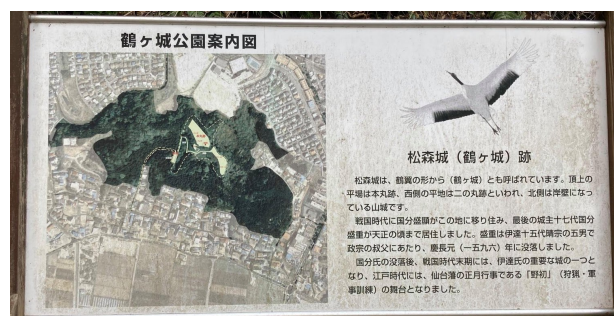 鶴ヶ城公園案内図
松森城（鶴ヶ城）跡
松森城は、鶴翼の形から（鶴ヶ城）とも呼ばれています。頂上の
平場は本丸跡、西側の平地は二の丸跡といわれ、北側は岸壁になっ
ている山城です。
戦国時代に国分盛顕がこの地に移り住み、最後の城主十七代国分
盛重が天正の頃まで居住しました。盛重は伊達十五代晴宗の五男で
政宗の叔父にあたり、慶長元（一五九六）年に没落しました。
国分氏の没落後、戦国時代末期には、伊達氏の重要な城の一つと
なり、江戸時代には、仙台藩の正月行事である「野初」（狩猟・軍
事訓練）の舞台となりました。